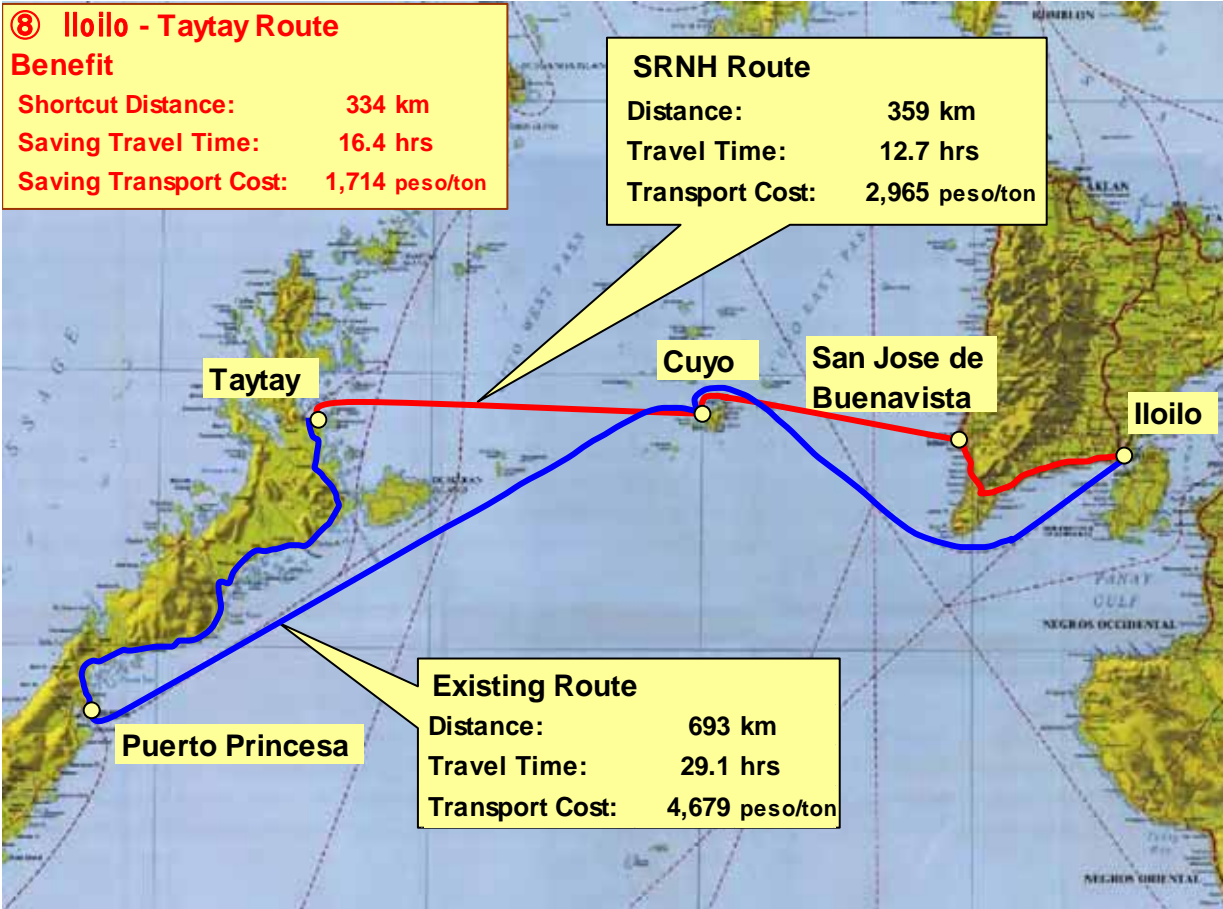 ⑧ Iloilo - Taytay Route
Benefit
Shortcut Distance: 334 km
Saving Travel Time: 16.4 hrs
Saving Transport Cost: 1,714 peso/ton
SRNH Route
Distance: 359 km
Travel Time: 12.7 hrs
Transport Cost: 2,965 peso/ton
ROMBLON
AKLAN
Taytay
Cuyo
San Jose de
Buenavista
Iloilo
PANAY
GULF
NEGROS OCCIDENTAL
Existing Route
Distance: 693 km
Travel Time: 29.1 hrs
Transport Cost: 4,679 peso/ton
Puerto Princesa
NEGROS ORIENTAL